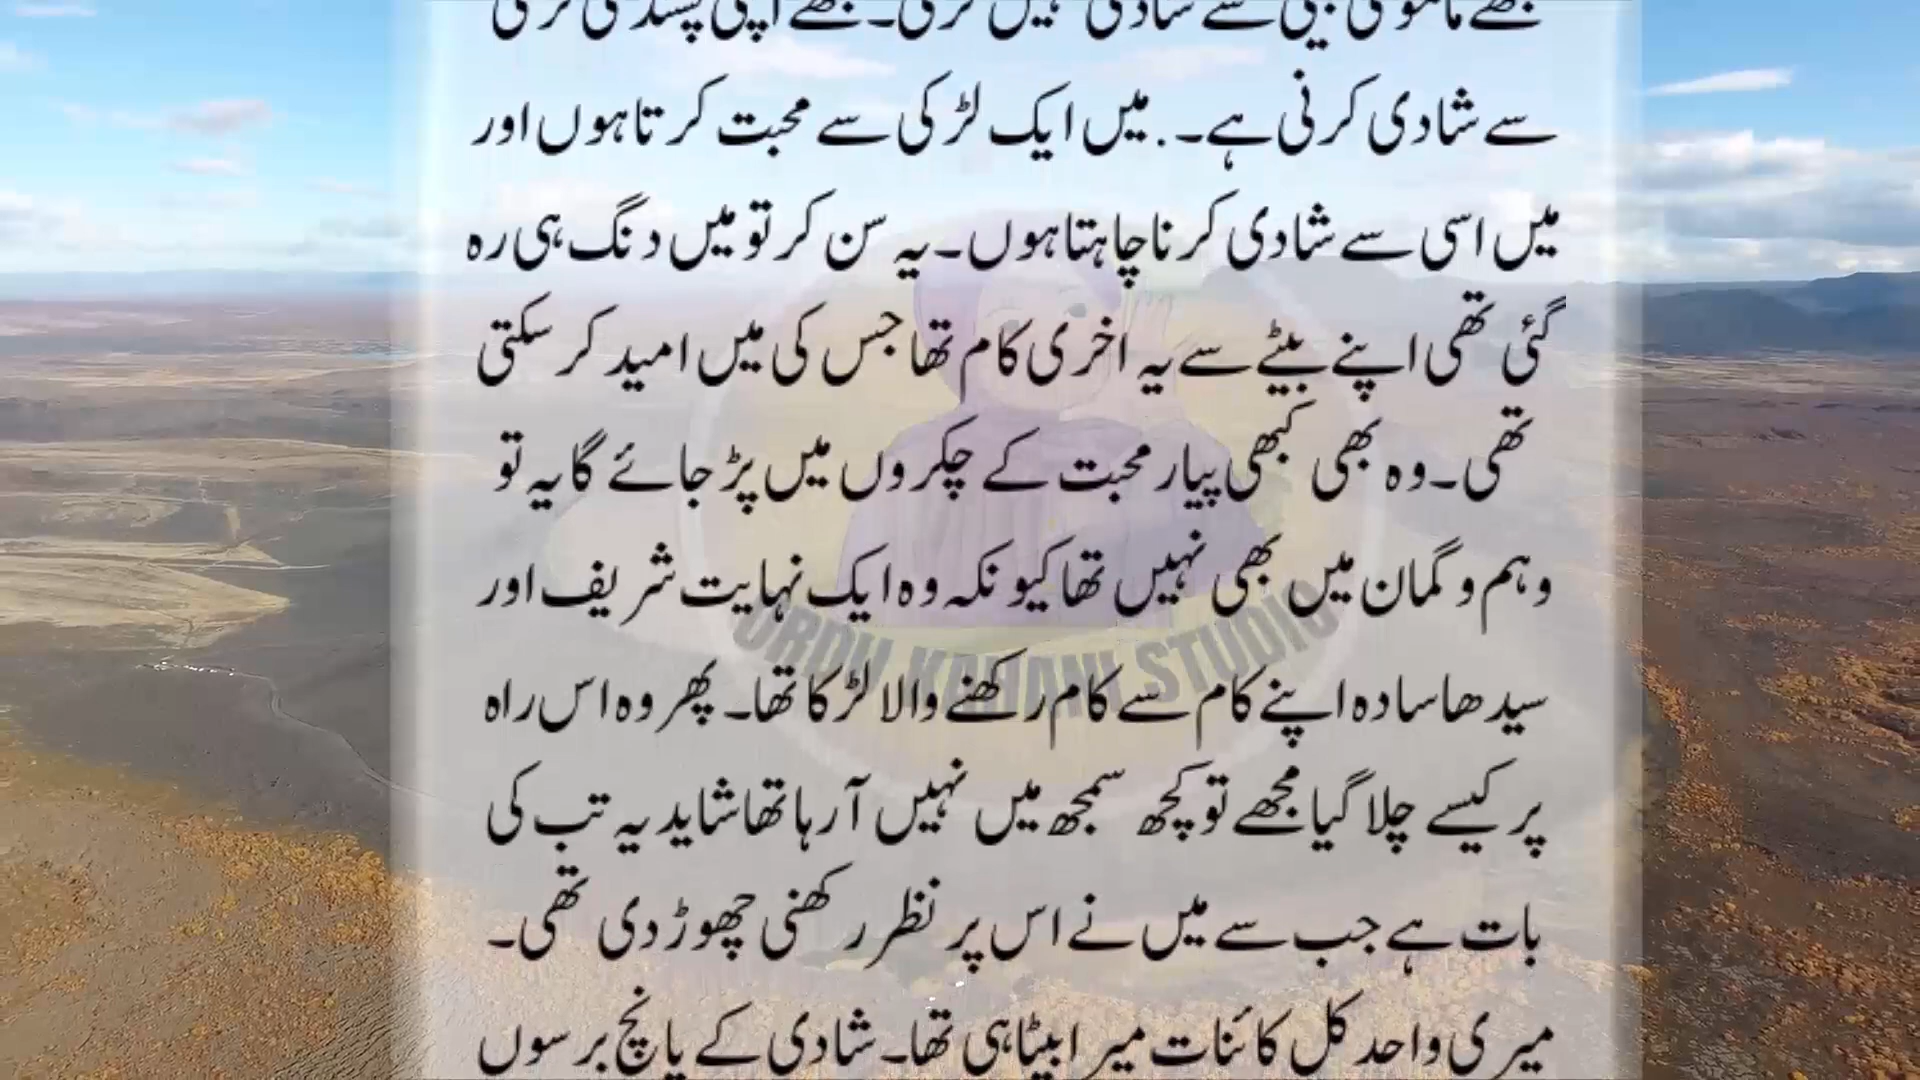 سے شادی کرنی ہے۔. میں ایک لڑکی سے محبت کرتا ہوں اور
میں اسی سے شادی کرنا چاہتا ہوں۔ یہ سن کر تو میں دنگ ہی رہ
گئی تھی اپنے بیٹے سے یہ اخری کام تھا جس کی میں امید کر سکتی
تھی۔ وہ بھی کبھی پیار محبت کے چکروں میں پڑ جائے گا یہ تو
وہم و گمان میں بھی نہیں تھا کیونکہ وہ ایک نہایت شریف اور
سیدھا سادہ اپنے کام سے کام رکھنے والا لڑکا تھا۔ پھر وہ اس راہ
پر کیسے چلا گیا مجھے تو کچھ سمجھ میں نہیں آ رہا تھا شاید یہ تب کی
بات ہے جب سے میں نے اس پر نظر رکھنی چھوڑ دی تھی۔
میری واحد کل کائنات میرا بیٹا ہی تھا۔ شادی کے پانچ برسوں
URDU KAHANI STUDIO